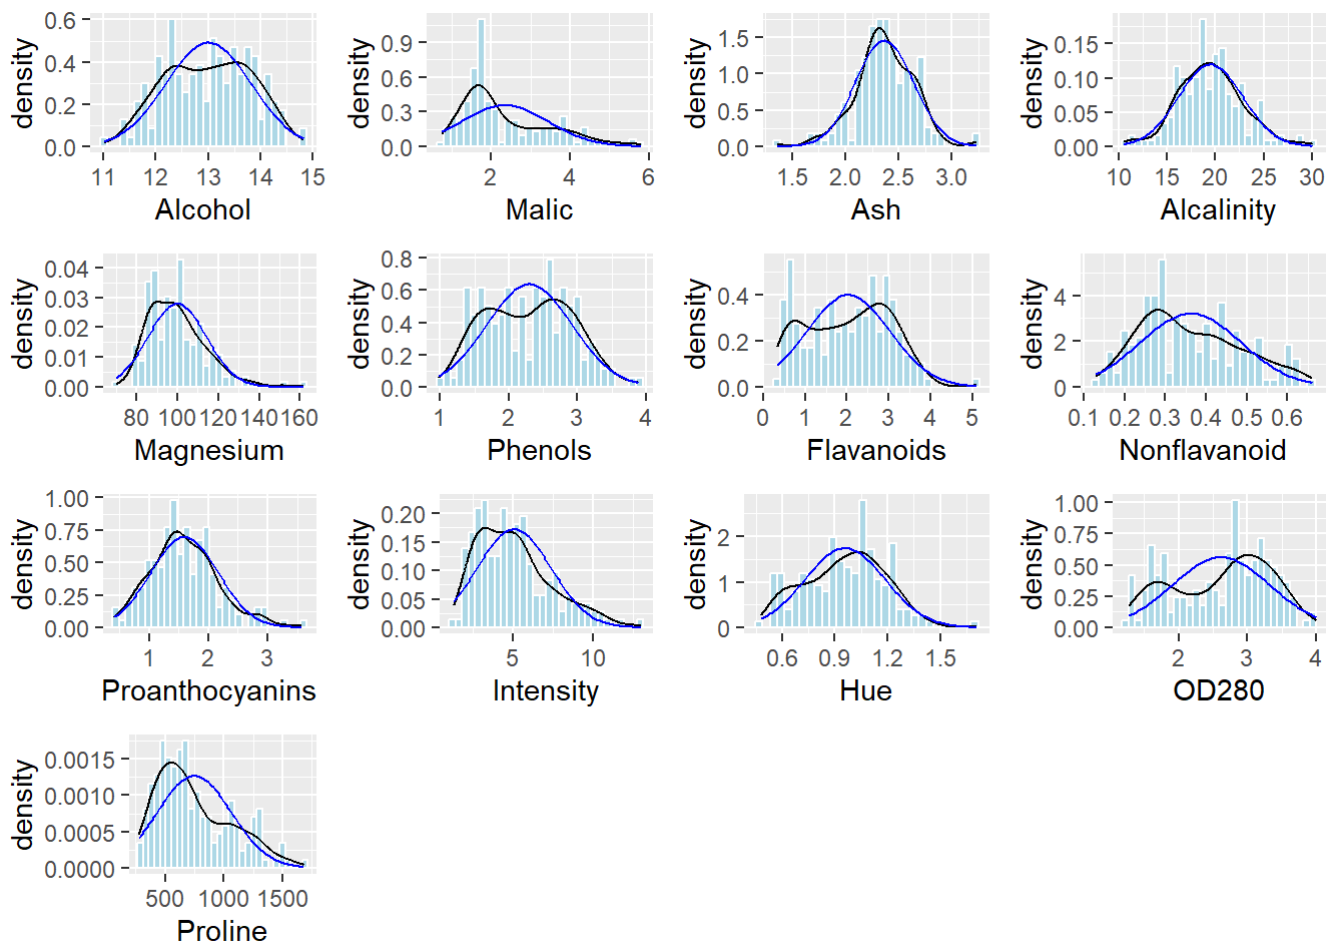 density
0.6
0.4
0.2
0.0
11 12 13 14 15
Alcohol
density
0.9
0.6
0.3
0.0
2 4 6
Malic
density
1.5
1.0
0.5
0.0
1.5 2.0 2.5 3.0
Ash
density
0.15
0.10
0.05
0.00
10 15 20 25 30
Alcalinity
density
0.04
0.03
0.02
0.01
0.00
80 100 120 140 160
Magnesium
density
0.8
0.6
0.4
0.2
0.0
1 2 3 4
Phenols
density
0.4
0.2
0.0
0 1 2 3 4 5
Flavanoids
density
4
2
0
0.1 0.2 0.3 0.4 0.5 0.6
Nonflavanoid
density
1.00
0.75
0.50
0.25
0.00
1 2 3
Proanthocyanins
density
0.20
0.15
0.10
0.05
0.00
5 10
Intensity
density
2
1
0
0.6 0.9 1.2 1.5
Hue
density
1.00
0.75
0.50
0.25
0.00
2 3 4
OD280
density
0.0015
0.0010
0.0005
0.0000
500 1000 1500
Proline